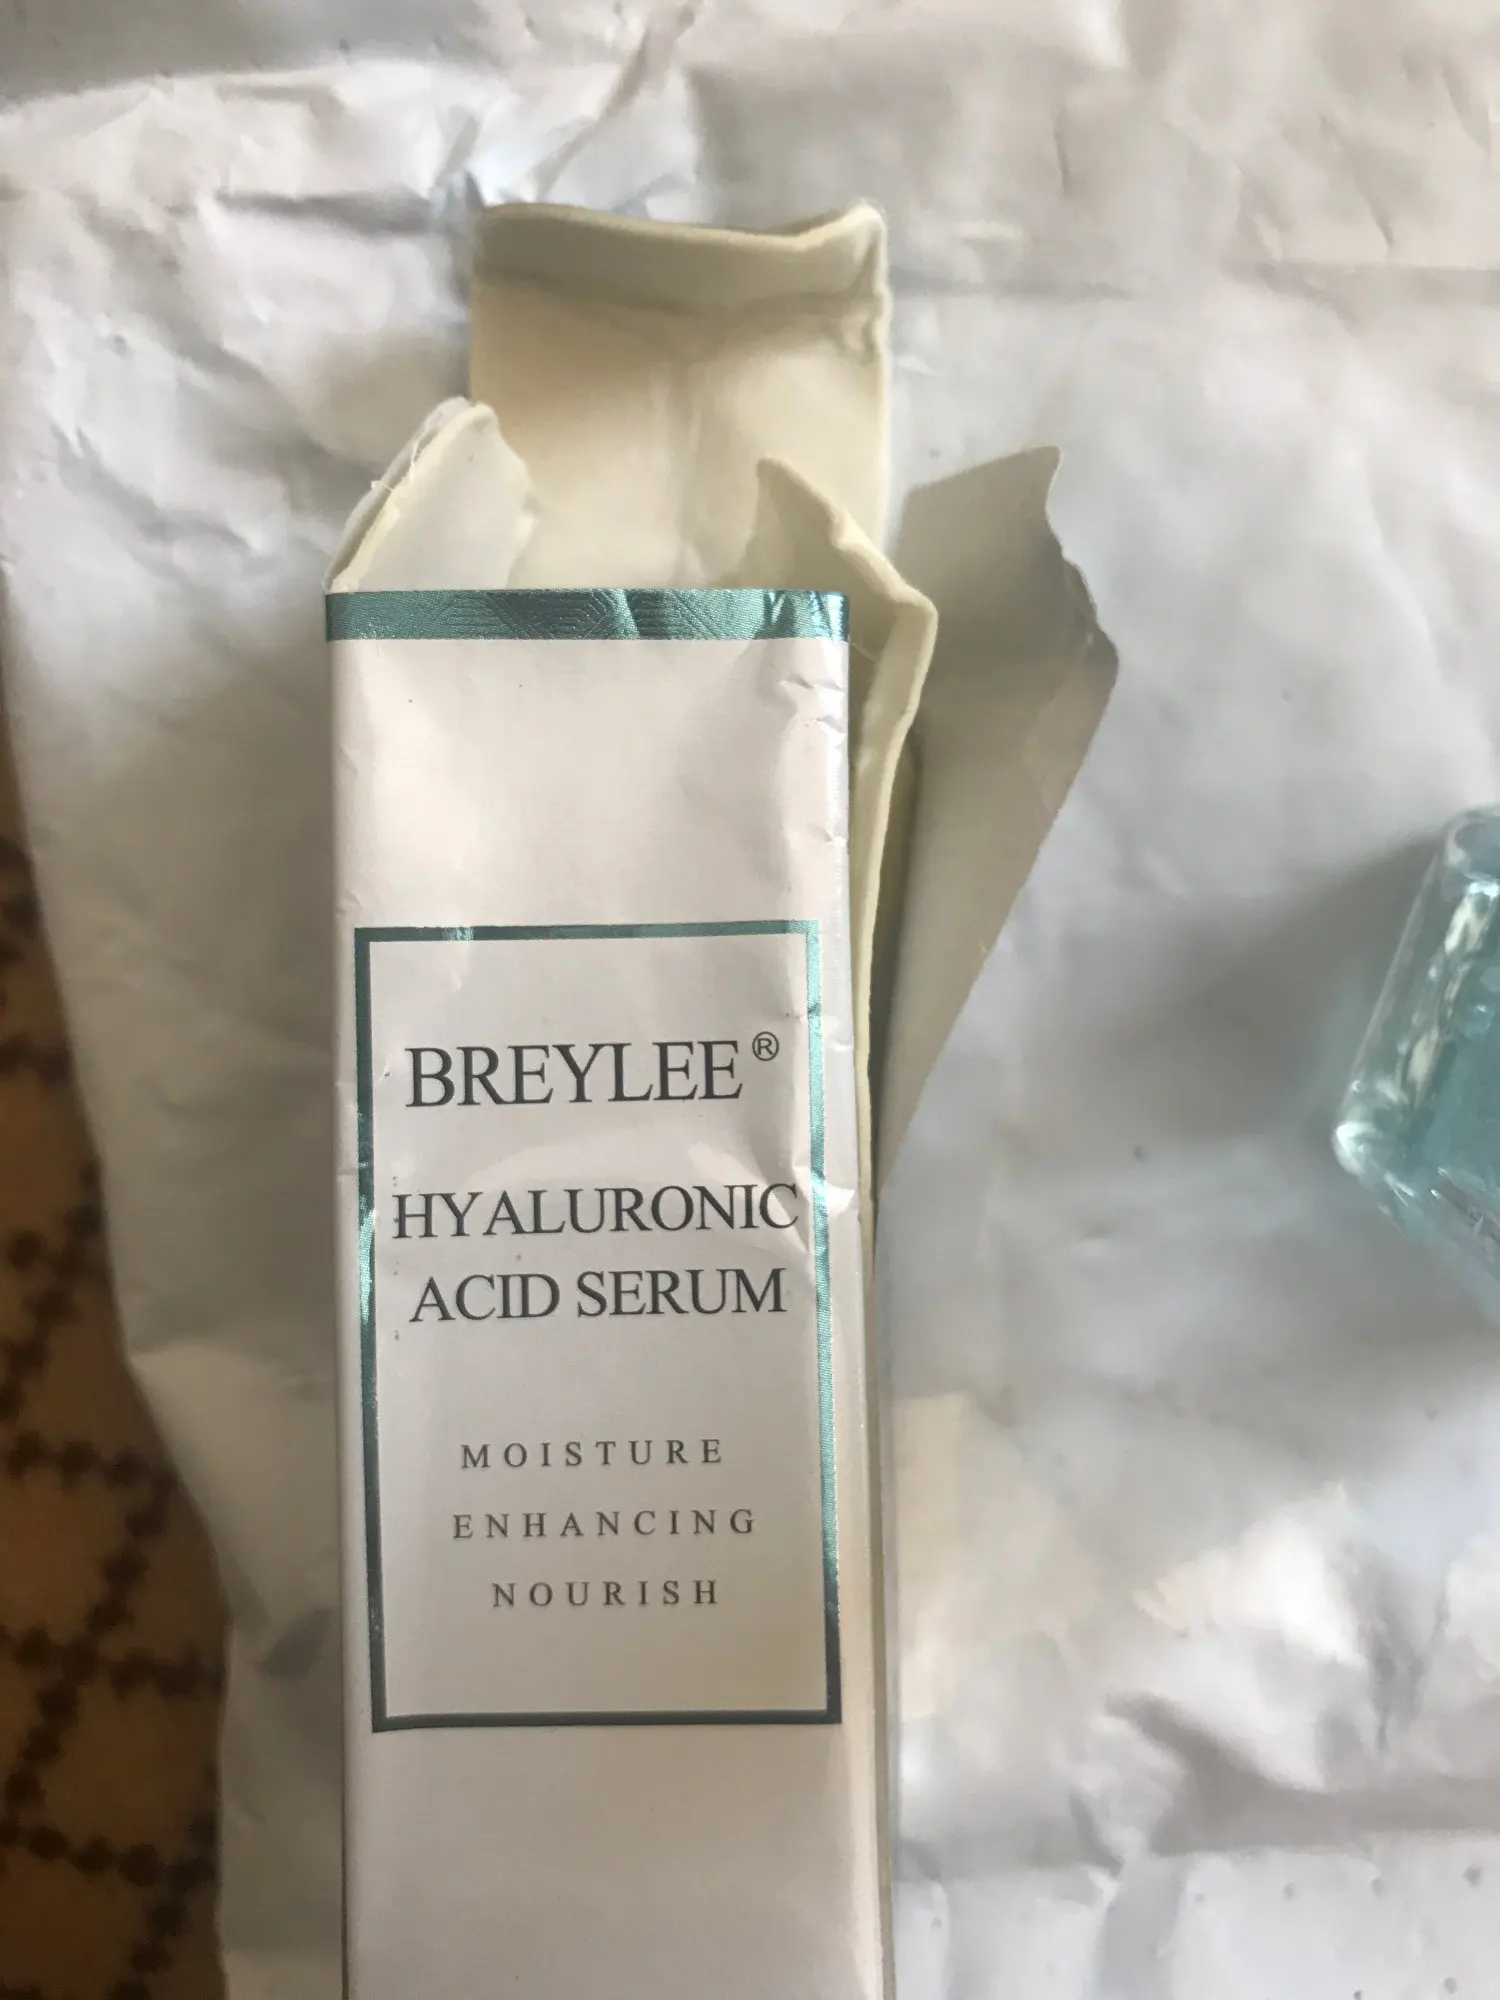 BREYLEE®
HYALURONIC
ACID SERUM
MOISTURE
ENHANCING
NOURISH